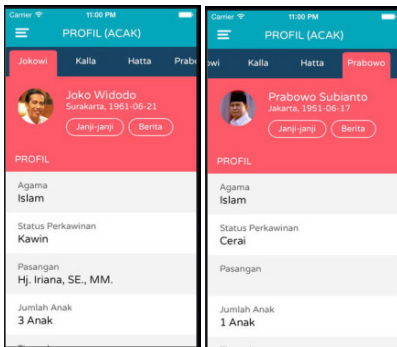 Carrier 11:00 PM
PROFIL (ACAK)
Jokowi Kalla Hatta Prabo
Joko Widodo
Surakarta, 1961-06-21
Janji-janji Berita
PROFIL
Agama
Islam
Status Perkawinan
Kawin
Pasangan
Hj. Iriana, SE., MM.
Jumlah Anak
3 Anak
Carrier 11:00 PM
PROFIL (ACAK)
wi Kalla Hatta Prabowo
Prabowo Subianto
Jakarta, 1951-06-17
Janji-janji Berita
PROFIL
Agama
Islam
Status Perkawinan
Cerai
Pasangan
Jumlah Anak
1 Anak